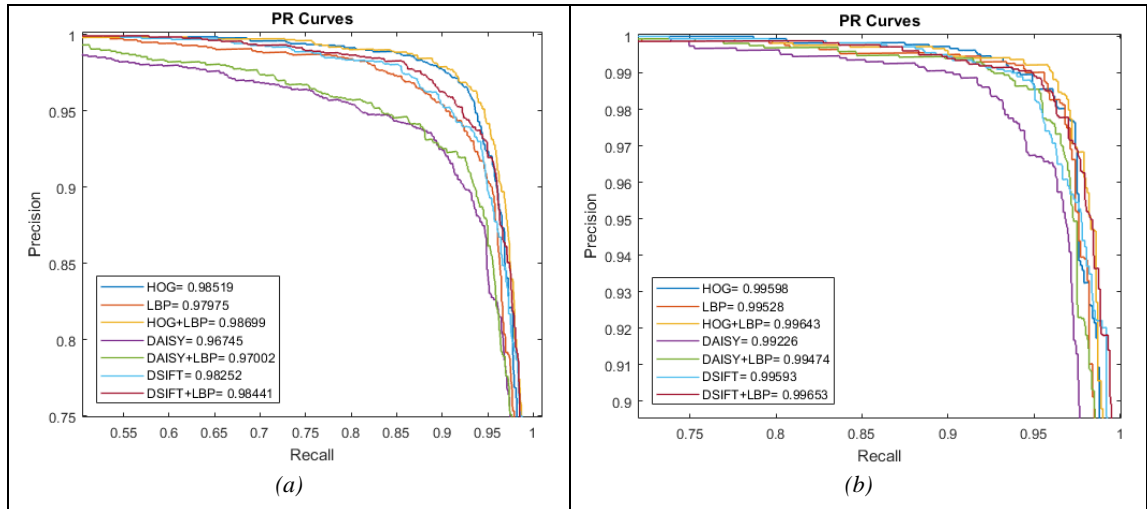 PR Curves
1
0.95
0.9
0.85
0.8
0.75
Precision
HOG= 0.98519
LBP= 0.97975
HOG+LBP= 0.98699
DAISY= 0.96745
DAISY+LBP= 0.97002
DSIFT= 0.98252
DSIFT+LBP= 0.98441
0.55 0.6 0.65 0.7 0.75 0.8 0.85 0.9 0.95 1
Recall
(a)
PR Curves
1
0.99
0.98
0.97
0.96
0.95
0.94
0.93
0.92
0.91
0.9
Precision
HOG= 0.99598
LBP= 0.99528
HOG+LBP= 0.99643
DAISY= 0.99226
DAISY+LBP= 0.99474
DSIFT= 0.99593
DSIFT+LBP= 0.99653
0.75 0.8 0.85 0.9 0.95 1
Recall
(b)